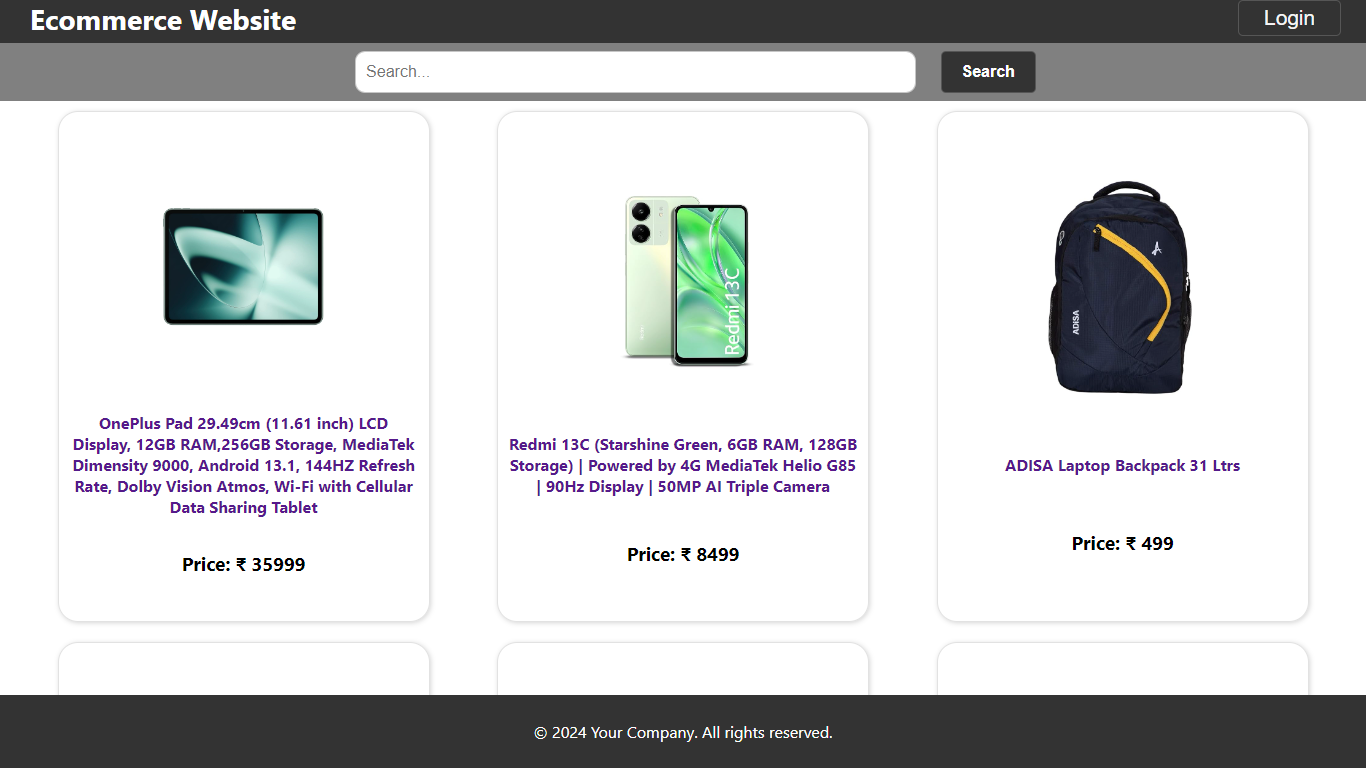 Ecommerce Website
Login
Search...
Search
Redmi 13C
ADISA
OnePlus Pad 29.49cm (11.61 inch) LCD
Display, 12GB RAM,256GB Storage, MediaTek
Dimensity 9000, Android 13.1, 144HZ Refresh
Rate, Dolby Vision Atmos, Wi-Fi with Cellular
Data Sharing Tablet
Price: ₹ 35999
Redmi 13C (Starshine Green, 6GB RAM, 128GB
Storage) | Powered by 4G MediaTek Helio G85
| 90Hz Display | 50MP AI Triple Camera
Price: ₹ 8499
ADISA Laptop Backpack 31 Ltrs
Price: ₹ 499
© 2024 Your Company. All rights reserved.